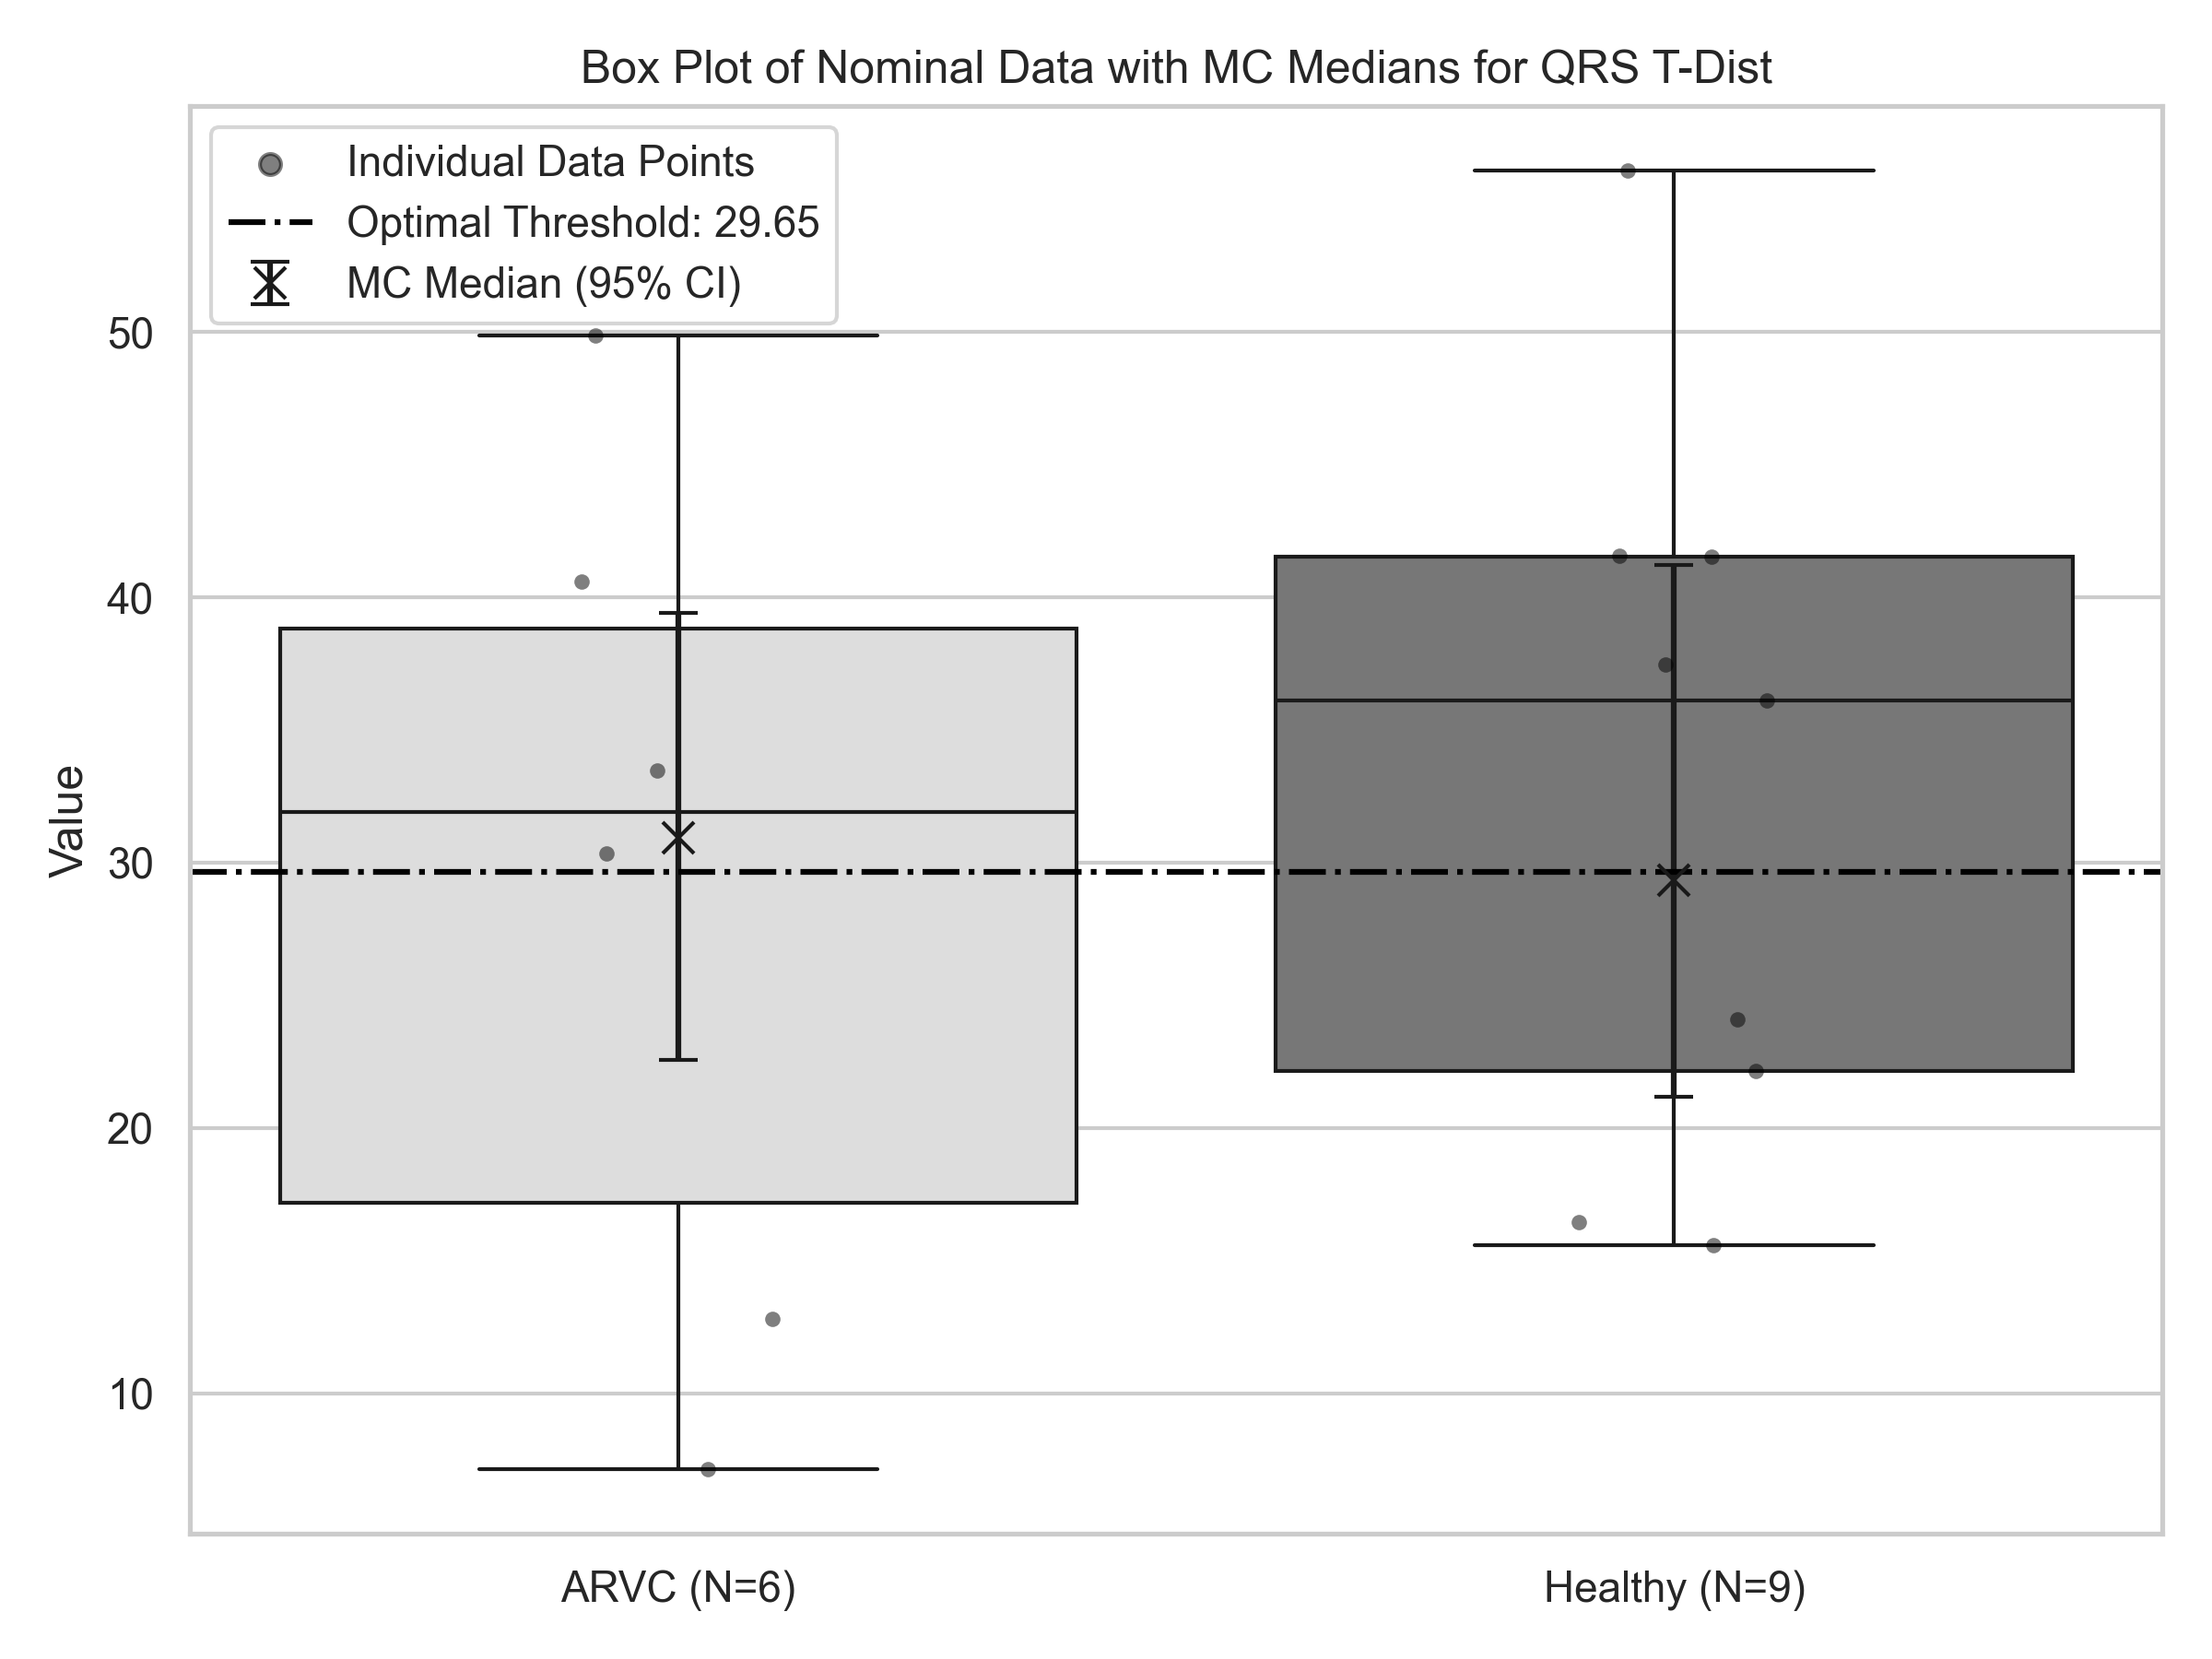 Box Plot of Nominal Data with MC Medians for QRS T-Dist
Individual Data Points
Optimal Threshold: 29.65
MC Median (95% CI)
Value
50
40
30
20
10
ARVC (N=6)
Healthy (N=9)